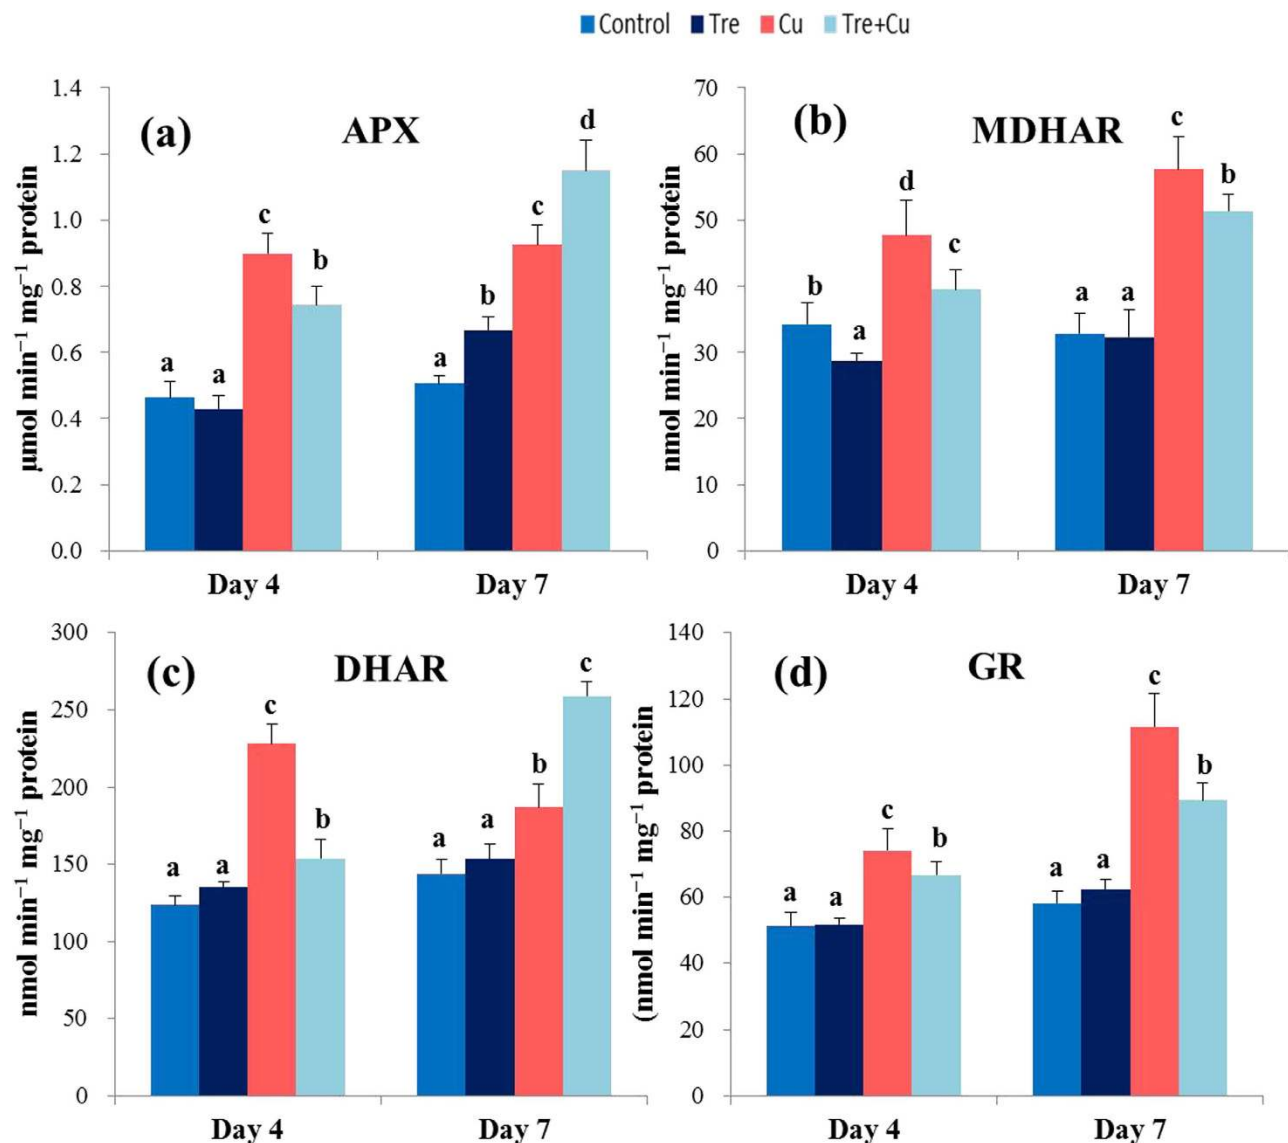 Control Tre Cu Tre+Cu
(a) APX
µmol min⁻¹ mg⁻¹ protein
1.4
1.2
1.0
0.8
0.6
0.4
0.2
0.0
a a c b
a b c d
Day 4 Day 7
(b) MDHAR
nmol min⁻¹ mg⁻¹ protein
70
60
50
40
30
20
10
0
b a d c
a a c b
Day 4 Day 7
(c) DHAR
nmol min⁻¹ mg⁻¹ protein
300
250
200
150
100
50
0
a a c b
a a b c
Day 4 Day 7
(d) GR
(nmol min⁻¹ mg⁻¹ protein
140
120
100
80
60
40
20
0
a a c b
a a c b
Day 4 Day 7